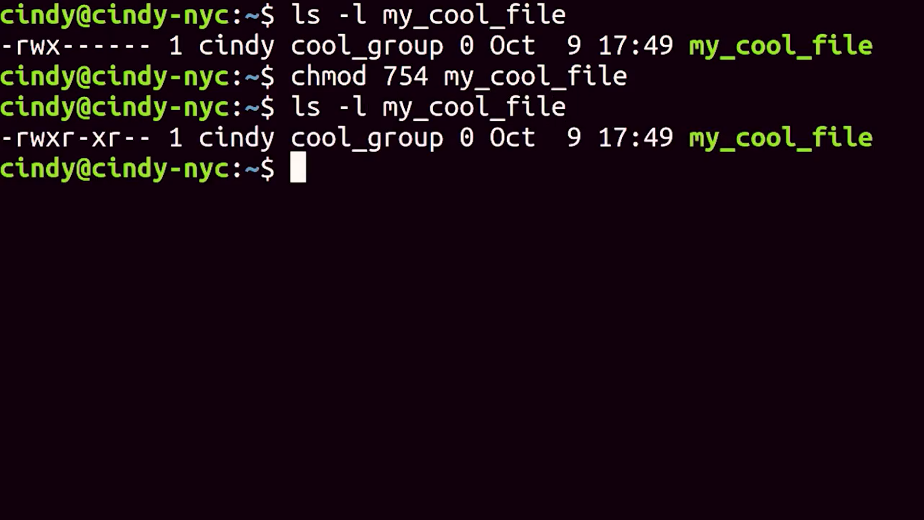 cindy@cindy-nyc:~$ ls -l my_cool_file
-rwx------ 1 cindy cool_group 0 Oct  9 17:49 my_cool_file
cindy@cindy-nyc:~$ chmod 754 my_cool_file
cindy@cindy-nyc:~$ ls -l my_cool_file
-rwxr-xr-- 1 cindy cool_group 0 Oct  9 17:49 my_cool_file
cindy@cindy-nyc:~$